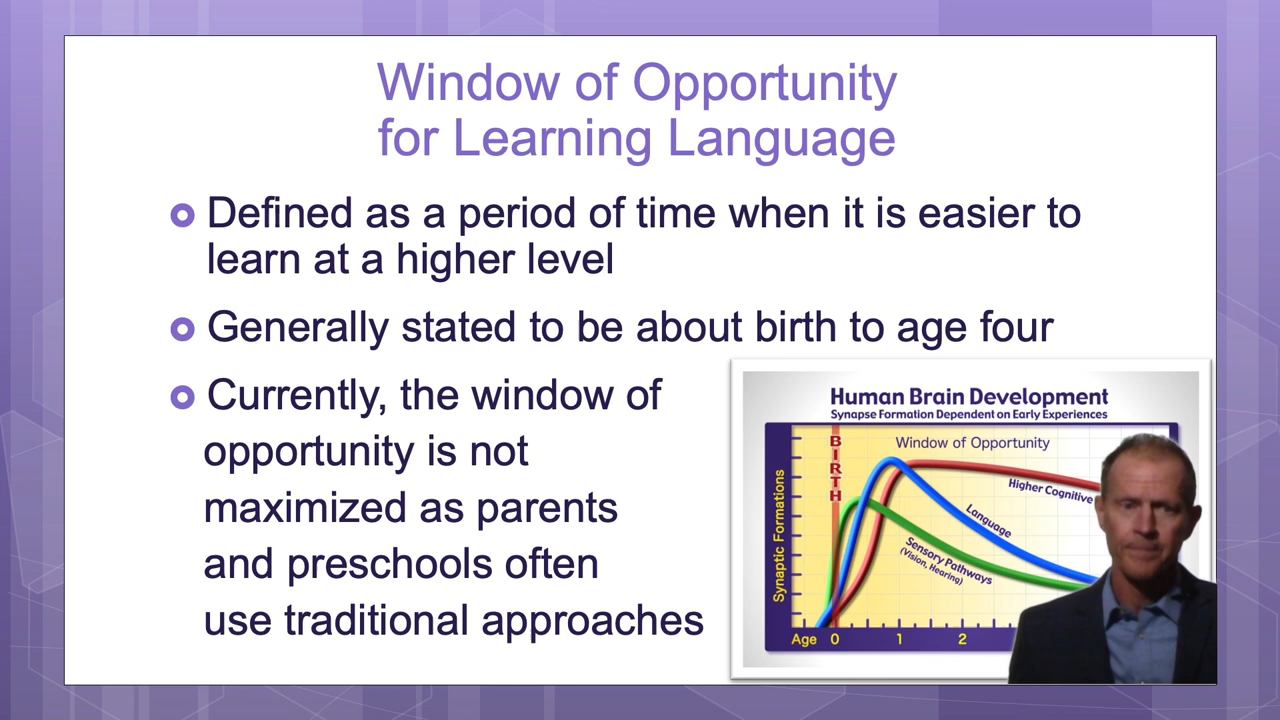 Window of Opportunity
for Learning Language
Defined as a period of time when it is easier to
learn at a higher level
Generally stated to be about birth to age four
Currently, the window of
opportunity is not
maximized as parents
and preschools often
use traditional approaches
Human Brain Development
Synapse Formation Dependent on Early Experiences
Window of Opportunity
BIRTH
Higher Cognitive
Language
Sensory Pathways
(Vision, Hearing)
Synaptic Formations
Age 0 1 2